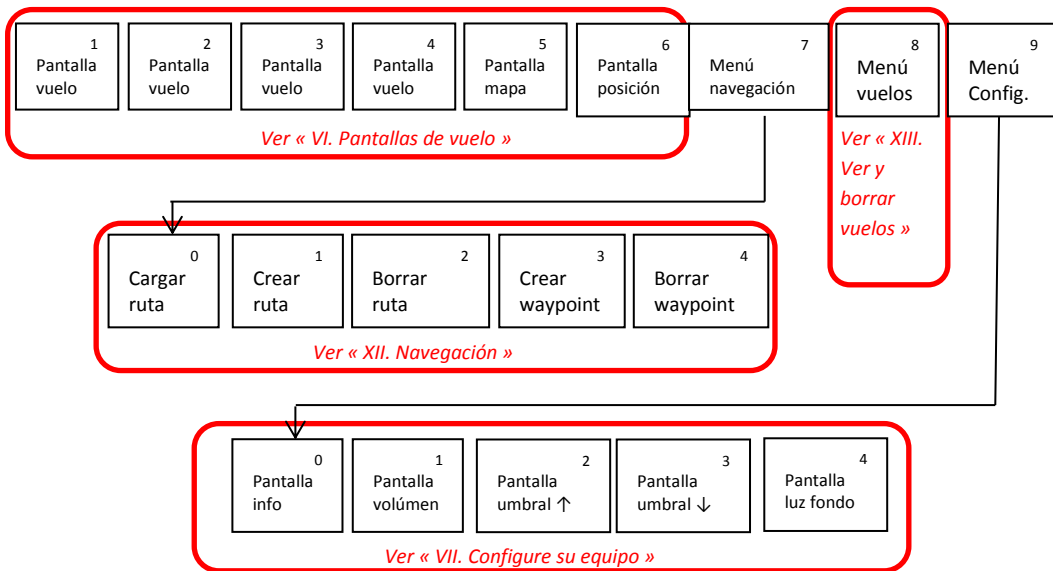 1
Pantalla
vuelo
2
Pantalla
vuelo
3
Pantalla
vuelo
4
Pantalla
vuelo
5
Pantalla
mapa
6
Pantalla
posición
7
Menú
navegación
8
Menú
vuelos
9
Menú
Config.
Ver « VI. Pantallas de vuelo »
Ver « XIII.
Ver y
borrar
vuelos »
0
Cargar
ruta
1
Crear
ruta
2
Borrar
ruta
3
Crear
waypoint
4
Borrar
waypoint
Ver « XII. Navegación »
0
Pantalla
info
1
Pantalla
volúmen
2
Pantalla
umbral ↑
3
Pantalla
umbral ↓
4
Pantalla
luz fondo
Ver « VII. Configure su equipo »